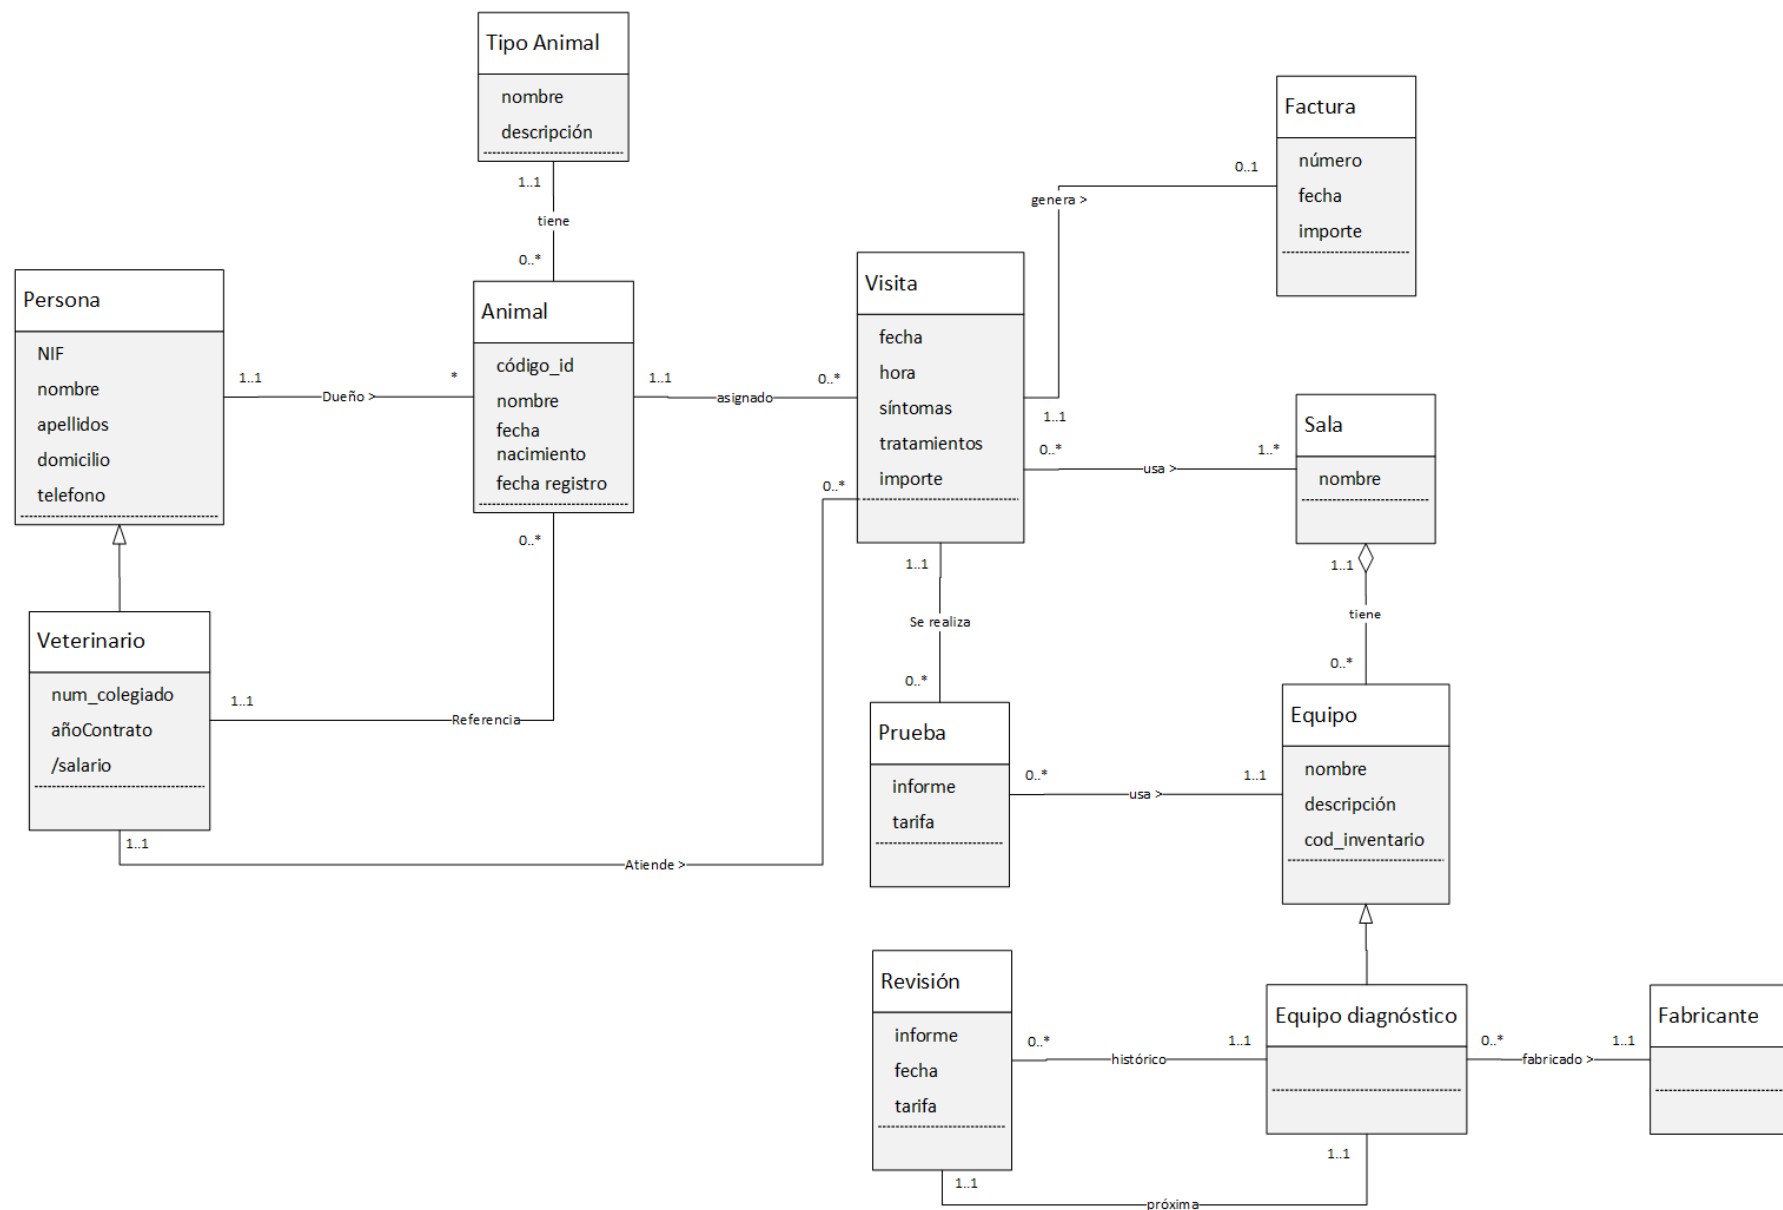 Tipo Animal
nombre
descripción
1..1
tiene
0..*
Persona
NIF
nombre
apellidos
domicilio
telefono
1..1
Dueño >
*
Animal
código_id
nombre
fecha
nacimiento
fecha registro
1..1
asignado
0..*
0..*
Visita
fecha
hora
síntomas
tratamientos
importe
genera >
0..1
1..1
Factura
número
fecha
importe
0..*
usa >
1..*
Sala
nombre
1..1
tiene
0..*
Veterinario
num_colegiado
añoContrato
/salario
1..1
Referencia
1..1
Atiende >
0..*
1..1
Se realiza
0..*
Prueba
informe
tarifa
0..*
usa >
1..1
Equipo
nombre
descripción
cod_inventario
Revisión
informe
fecha
tarifa
0..*
histórico
1..1
Equipo diagnóstico
0..*
fabricado >
1..1
Fabricante
1..1
próxima
1..1